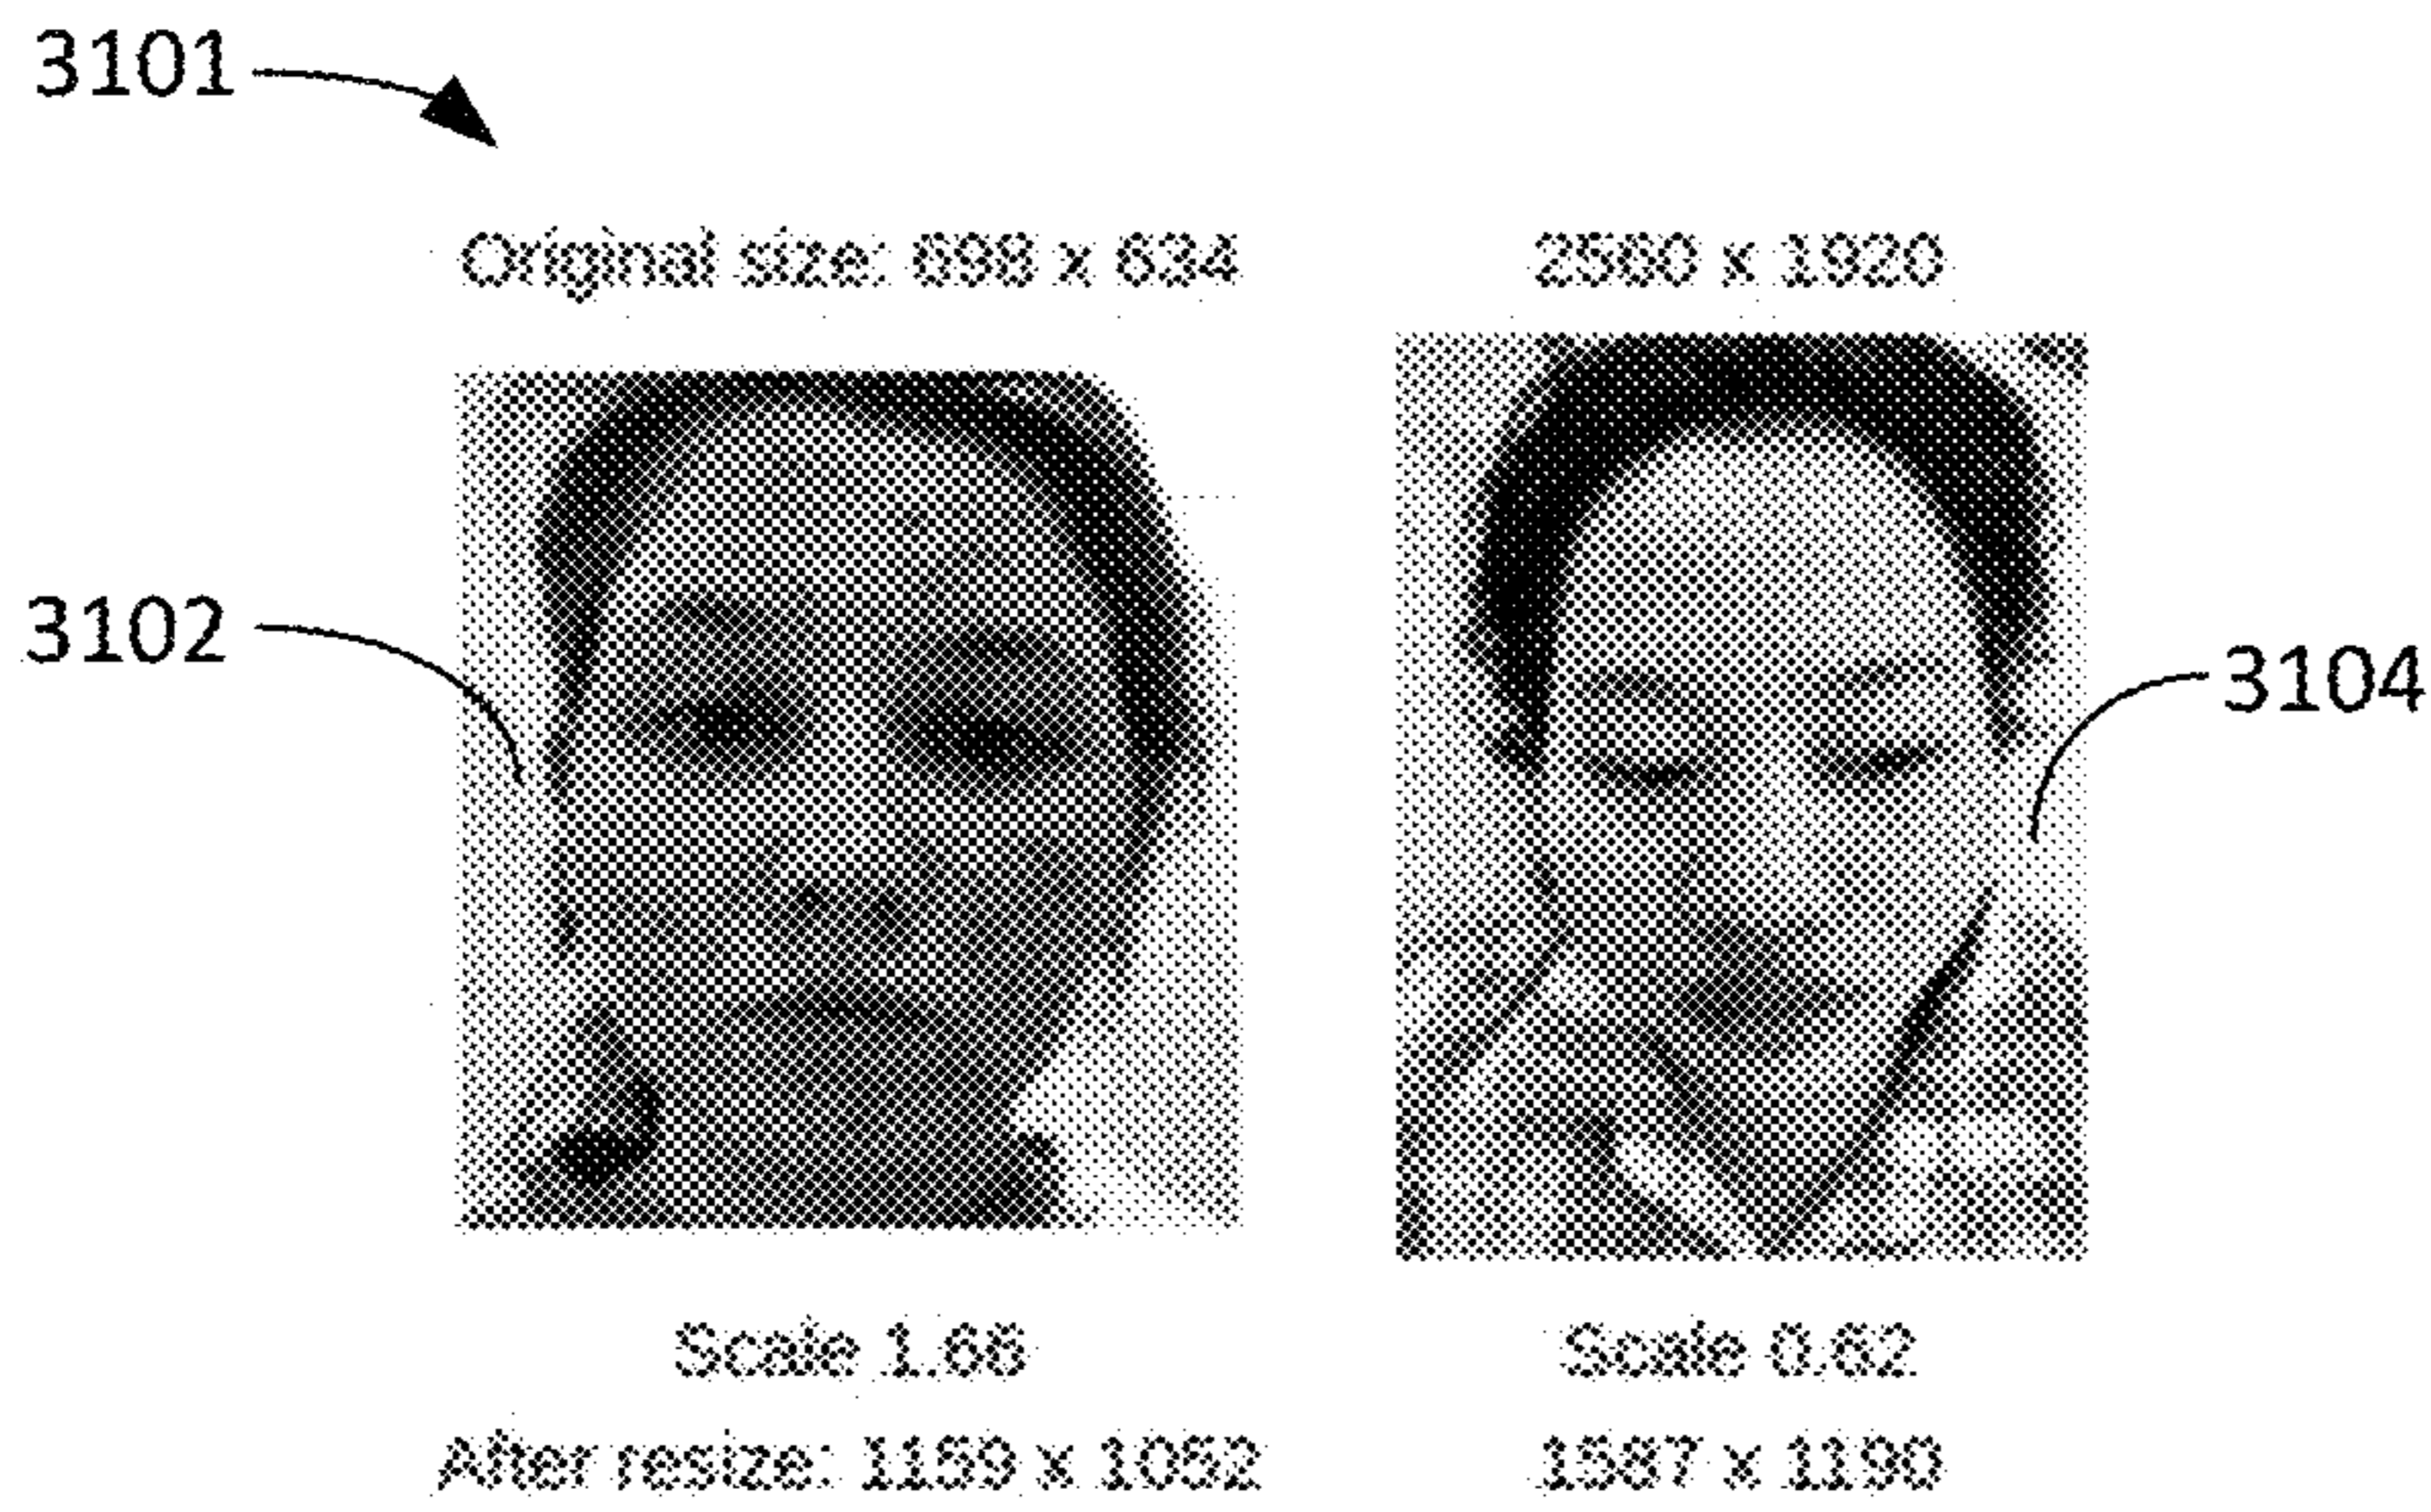 3101
Original size: 698 x 634
2560 x 1920
3102
3104
Scale 1.66
Scale 0.62
After resize: 1159 x 1052
1587 x 1190